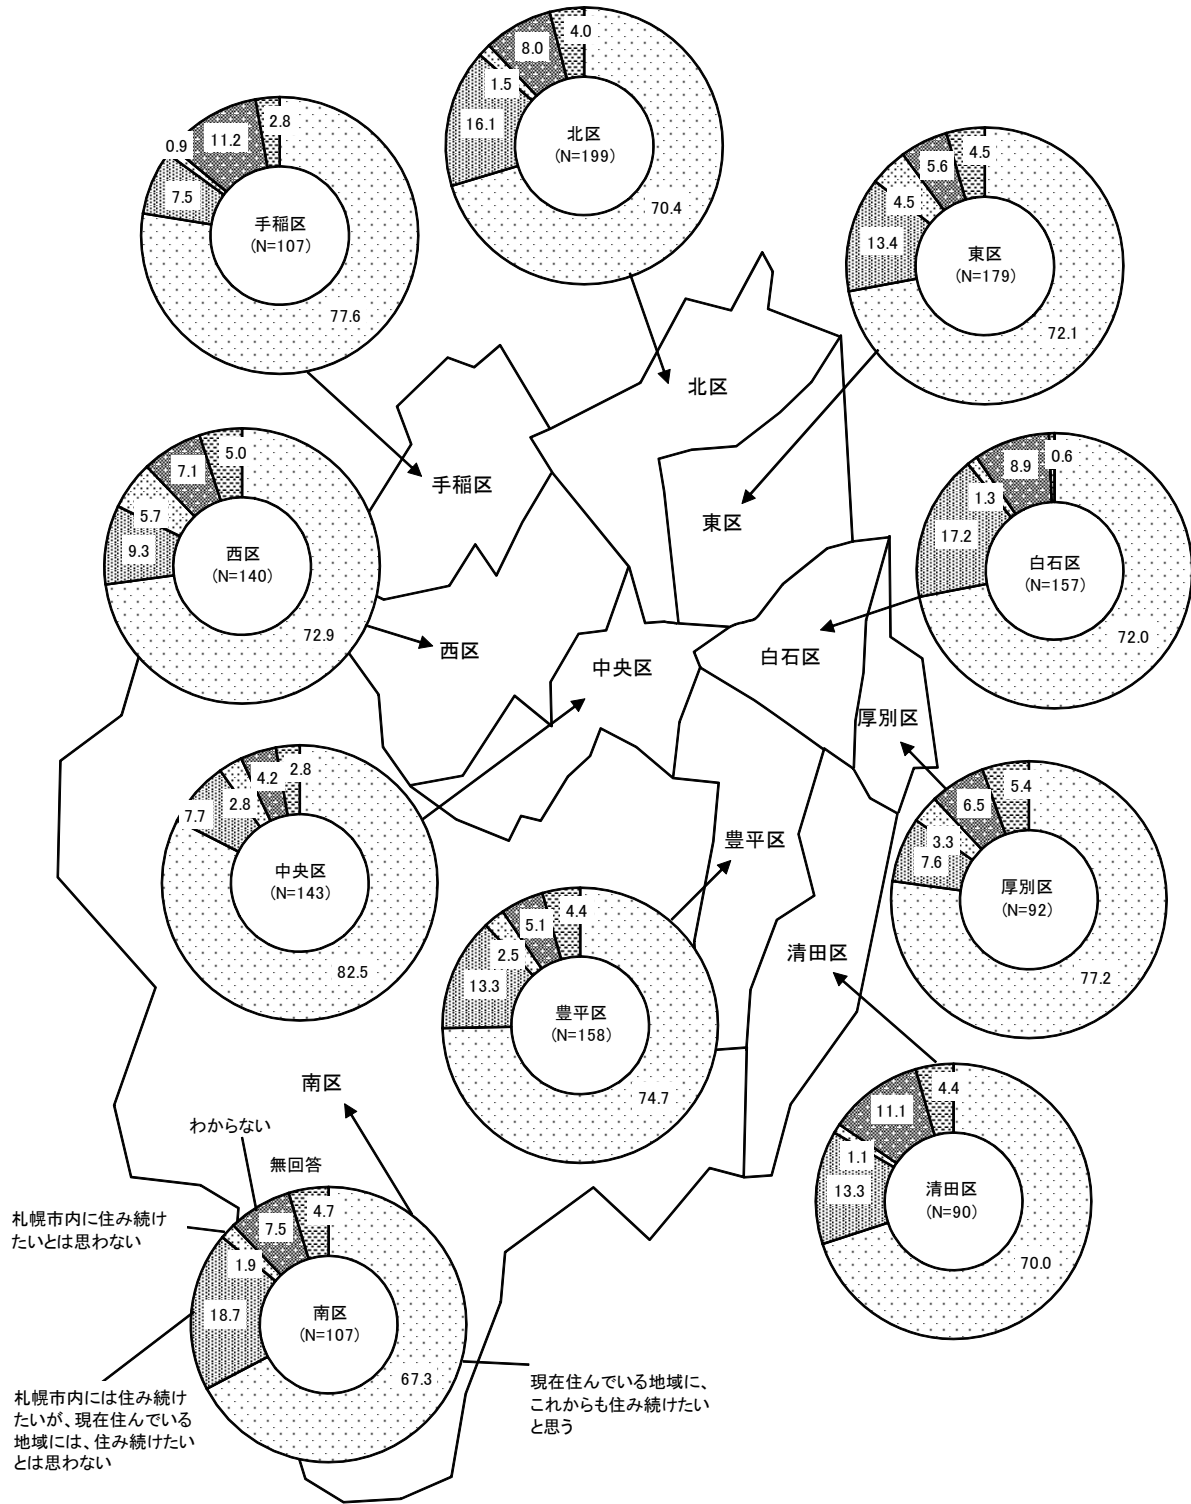 4.0
8.0
1.5
16.1
北区
(N=199)
70.4
2.8
11.2
0.9
7.5
手稲区
(N=107)
77.6
4.5
5.6
4.5
13.4
東区
(N=179)
72.1
北区
手稲区
東区
5.0
7.1
5.7
9.3
西区
(N=140)
72.9
0.6
8.9
1.3
17.2
白石区
(N=157)
72.0
西区
中央区
白石区
厚別区
2.8
4.2
2.8
7.7
中央区
(N=143)
82.5
5.4
6.5
3.3
7.6
厚別区
(N=92)
77.2
豊平区
清田区
4.4
5.1
2.5
13.3
豊平区
(N=158)
74.7
南区
4.4
11.1
1.1
13.3
清田区
(N=90)
70.0
わからない
無回答
札幌市内に住み続け
たいとは思わない
4.7
7.5
1.9
18.7
南区
(N=107)
67.3
札幌市内には住み続け
たいが、現在住んでいる
地域には、住み続けたい
とは思わない
現在住んでいる地域に、
これからも住み続けたい
と思う